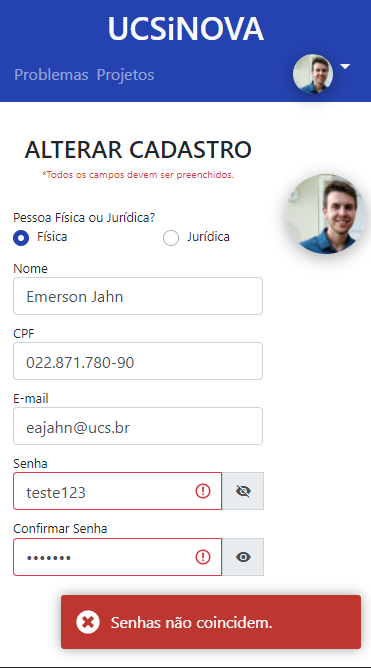 UCSiNOVA
Problemas Projetos
ALTERAR CADASTRO
*Todos os campos devem ser preenchidos.
Pessoa Física ou Jurídica?
Física Jurídica
Nome
Emerson Jahn
CPF
022.871.780-90
E-mail
eajahn@ucs.br
Senha
teste123
Confirmar Senha
•••••••
Senhas não coincidem.